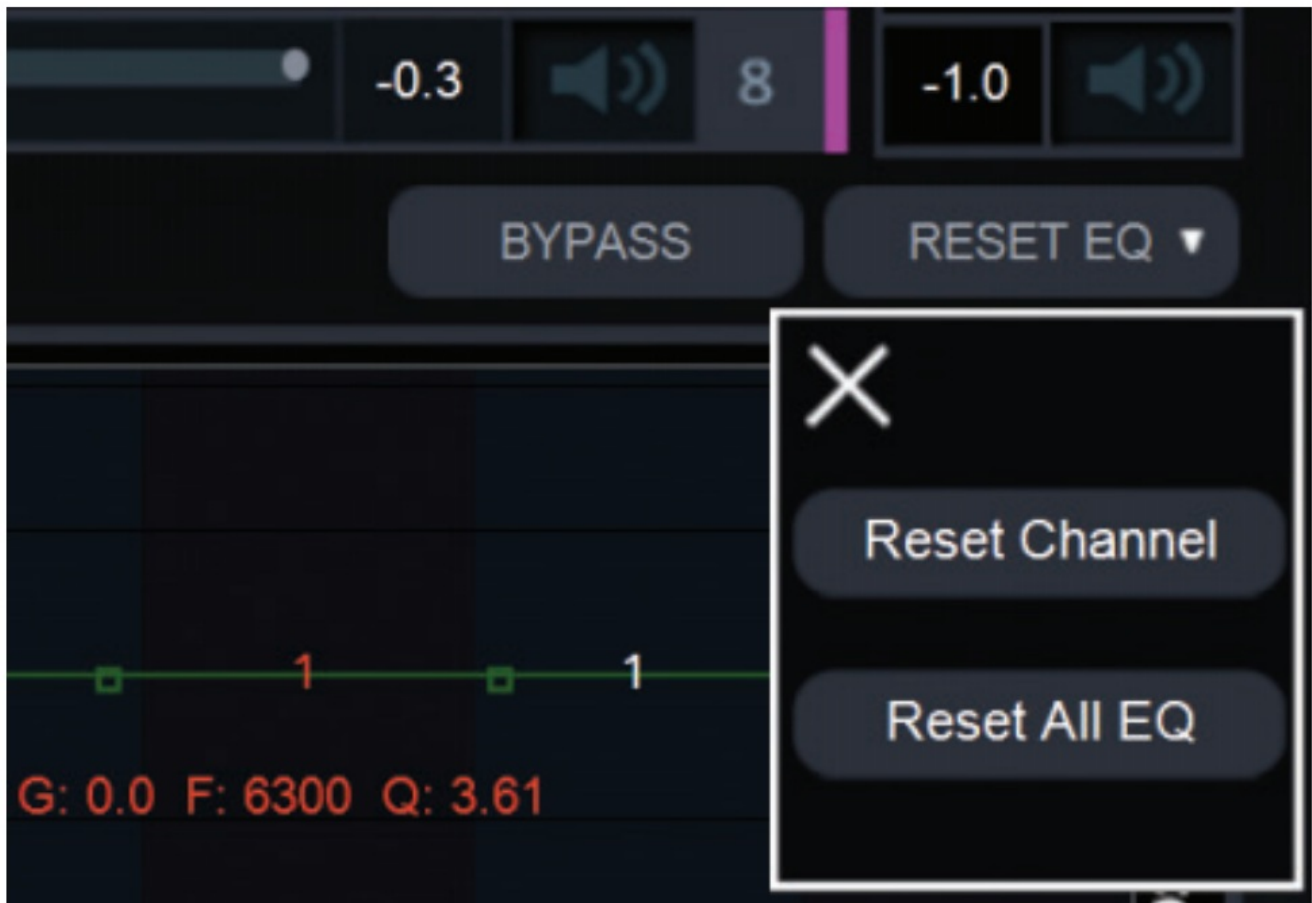 -0.3 8 -1.0
BYPASS RESET EQ
Reset Channel
1 1
Reset All EQ
G: 0.0 F: 6300 Q: 3.61